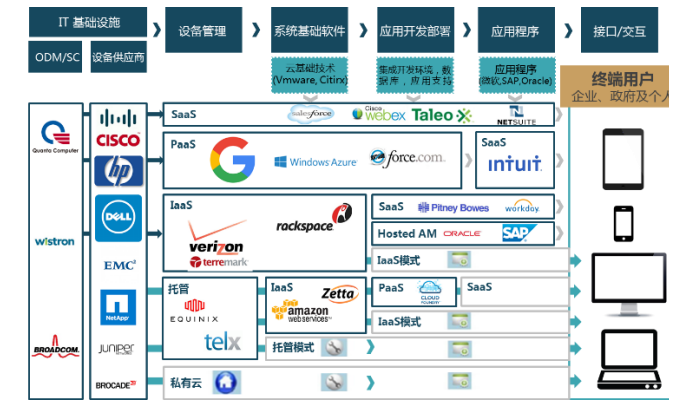 IT 基础设施
设备管理
系统基础软件
应用开发部署
应用程序
接口/交互
ODM/SC
设备供应商
云基础技术
(Vmware, Citirx)
集成开发环境，数
据库，应用支持
应用程序
(微软,SAP,Oracle)
终端用户
企业、政府及个人
SaaS
salesforce
Cisco
webex
Taleo
NETSUITE
Quanta Computer
CISCO
PaaS
Google
Windows Azure
force.com.
SaaS
intuit.
hp
IaaS
verizon
terremark
rackspace
SaaS
Pitney Bowes
workday.
DELL
Hosted AM
ORACLE
SAP
wistron
EMC²
IaaS模式
托管
EQUINIX
telx
IaaS
Zetta
amazon
webservices
PaaS
CLOUD
FOUNDRY
SaaS
NetApp
IaaS模式
BROADCOM.
JUNIPER
托管模式
BROCADE
私有云